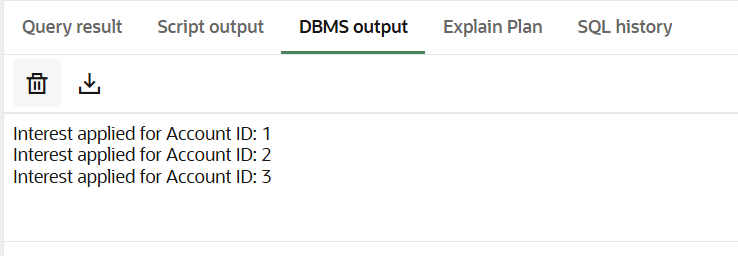 Query result Script output DBMS output Explain Plan SQL history
Interest applied for Account ID: 1
Interest applied for Account ID: 2
Interest applied for Account ID: 3